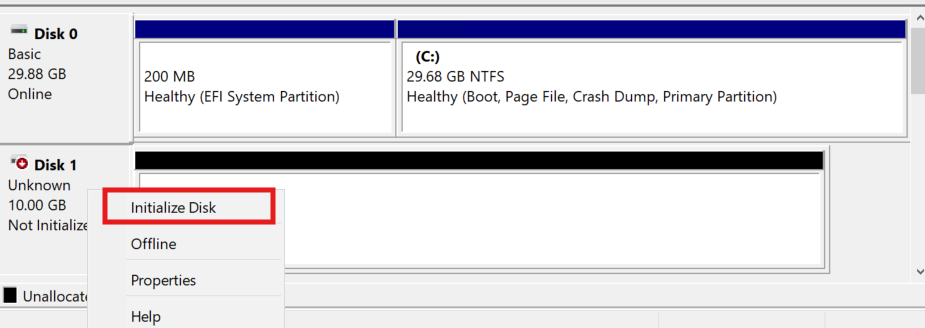 Disk 0
Basic
29.88 GB
Online
200 MB
Healthy (EFI System Partition)
(C:)
29.68 GB NTFS
Healthy (Boot, Page File, Crash Dump, Primary Partition)
Disk 1
Unknown
10.00 GB
Not Initialize
Initialize Disk
Offline
Properties
Help
Unallocate